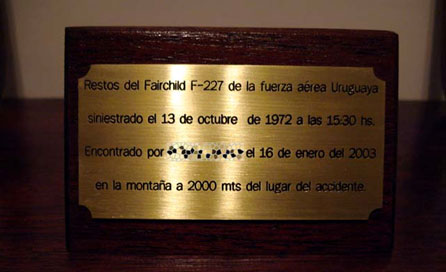 Restos del Fairchild F-227 de la fuerza aérea Uruguaya
siniestrado el 13 de octubre de 1972 a las 15:30 hs.
Encontrado por el 16 de enero del 2003
en la montaña a 2000 mts del lugar del accidente.